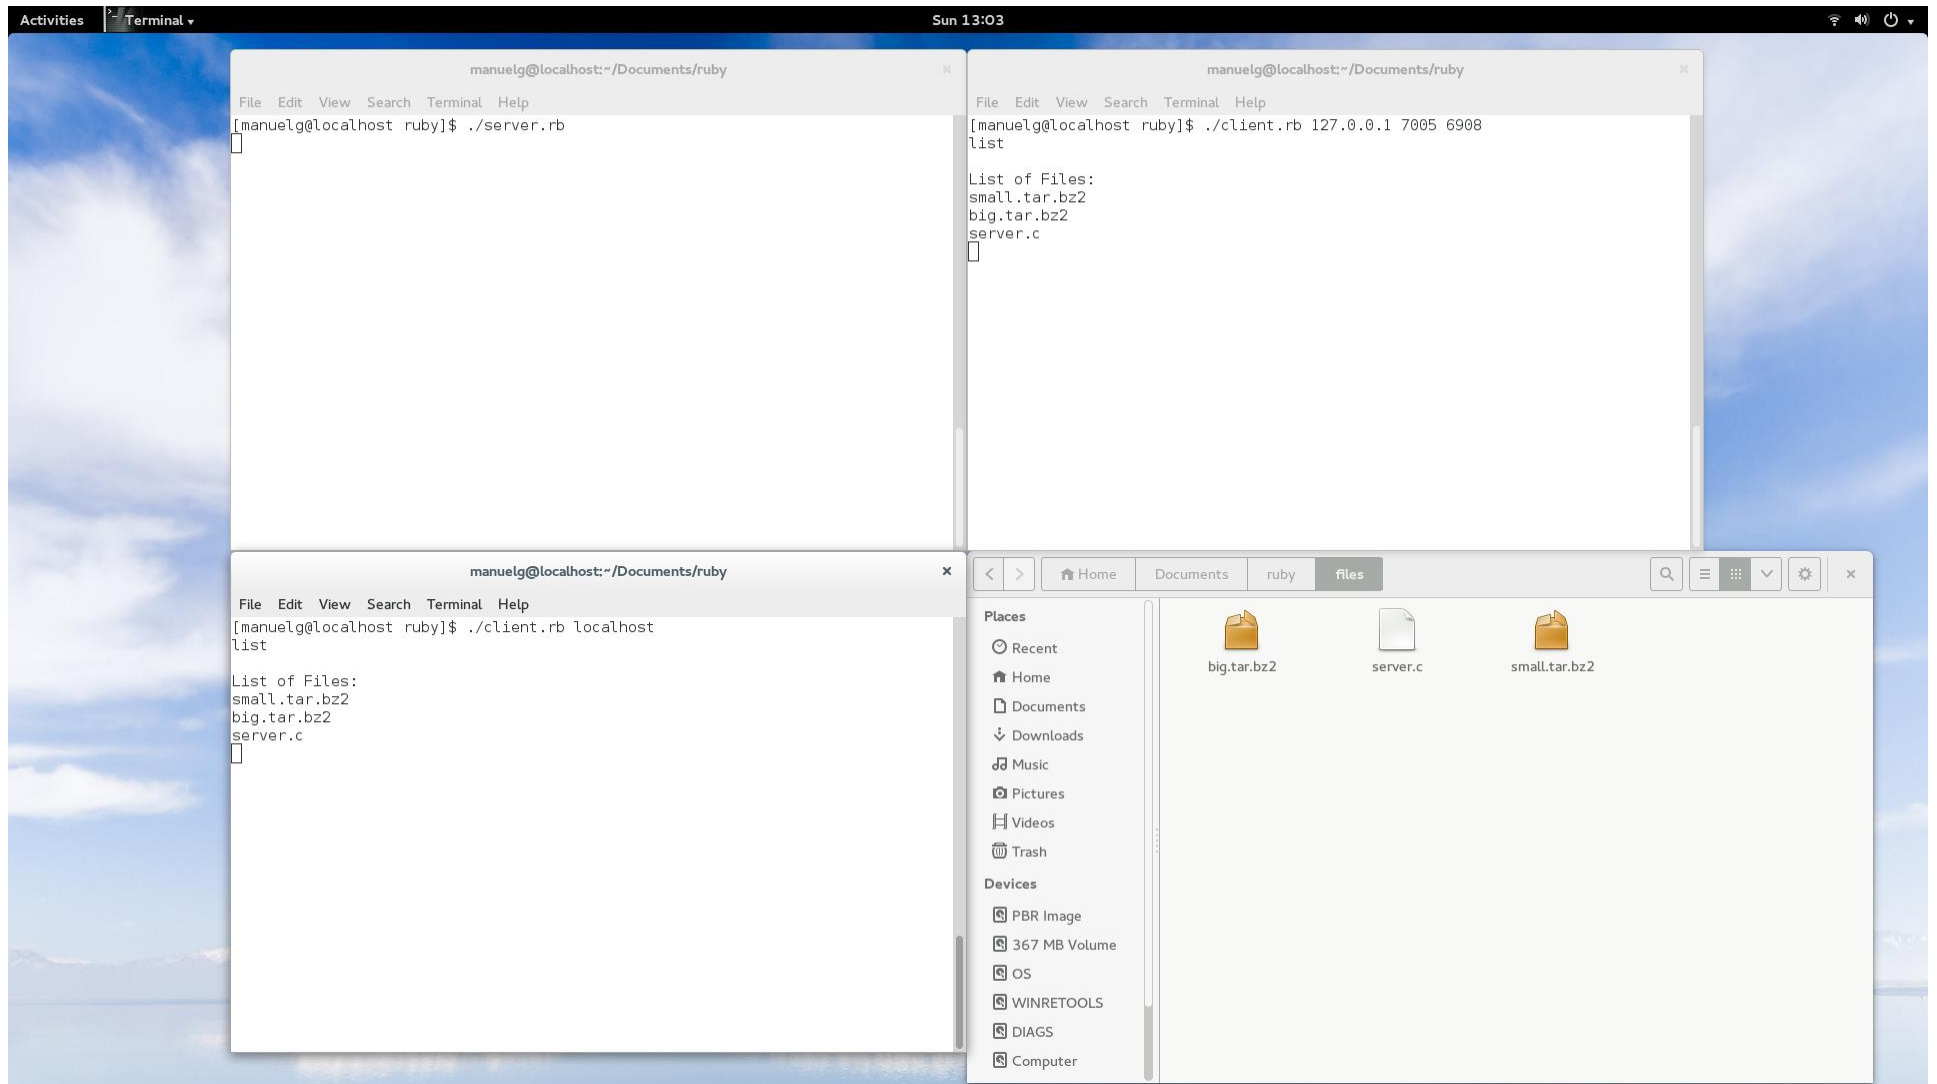 Activities Terminal Sun 13:03
manuelg@localhost:~/Documents/ruby
File Edit View Search Terminal Help
[manuelg@localhost ruby]$ ./server.rb
manuelg@localhost:~/Documents/ruby
File Edit View Search Terminal Help
[manuelg@localhost ruby]$ ./client.rb 127.0.0.1 7005 6908
list
List of Files:
small.tar.bz2
big.tar.bz2
server.c
manuelg@localhost:~/Documents/ruby
File Edit View Search Terminal Help
[manuelg@localhost ruby]$ ./client.rb localhost
list
List of Files:
small.tar.bz2
big.tar.bz2
server.c
Home Documents ruby files
Places
Recent
Home
Documents
Downloads
Music
Pictures
Videos
Trash
Devices
PBR Image
367 MB Volume
OS
WINRETOOLS
DIAGS
Computer
big.tar.bz2 server.c small.tar.bz2